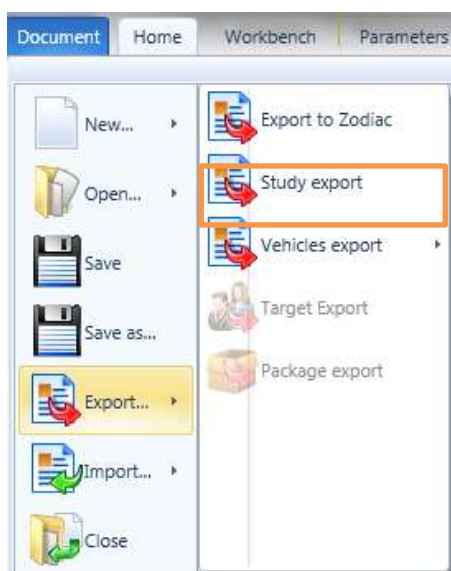 Document Home Workbench Parameters
New...
Open...
Save
Save as...
Export...
Import...
Close
Export to Zodiac
Study export
Vehicles export
Target Export
Package export